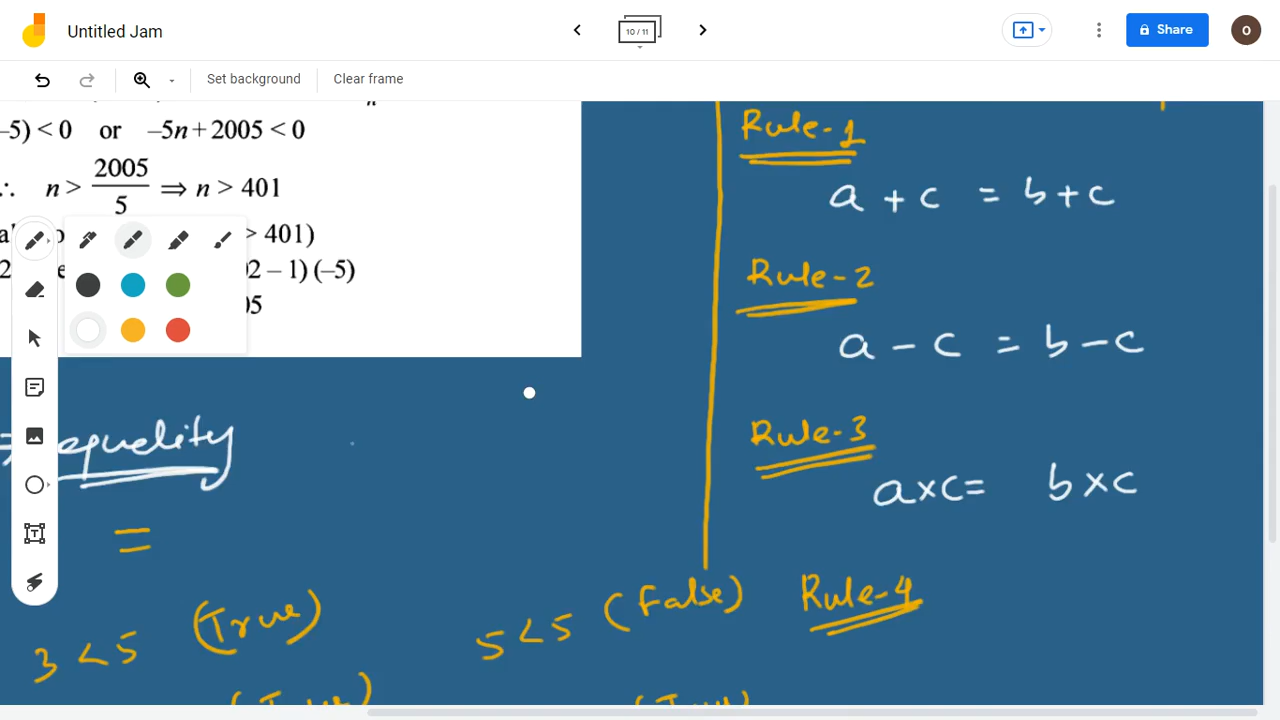 Untitled Jam
10 / 11
Share
O
Set background
Clear frame
n
–5) < 0 or –5n + 2005 < 0
∴ n > 2005/5 ⇒ n > 401
> 401)
02 – 1) (–5)
05
equality
=
3 < 5 (True)
5 < 5 (False)
Rule-1
a + c = b + c
Rule-2
a - c = b - c
Rule-3
a×c= b×c
Rule-4